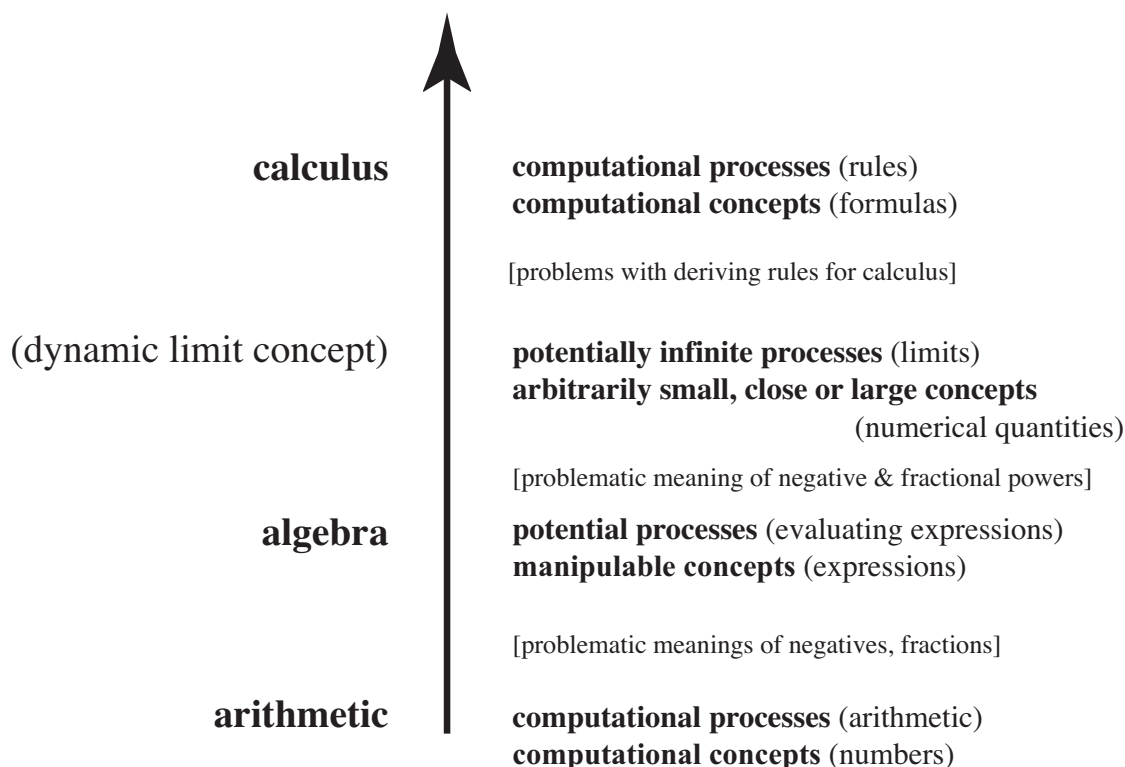 calculus
computational processes (rules)
computational concepts (formulas)
[problems with deriving rules for calculus]
(dynamic limit concept)
potentially infinite processes (limits)
arbitrarily small, close or large concepts
(numerical quantities)
[problematic meaning of negative & fractional powers]
algebra
potential processes (evaluating expressions)
manipulable concepts (expressions)
[problematic meanings of negatives, fractions]
arithmetic
computational processes (arithmetic)
computational concepts (numbers)